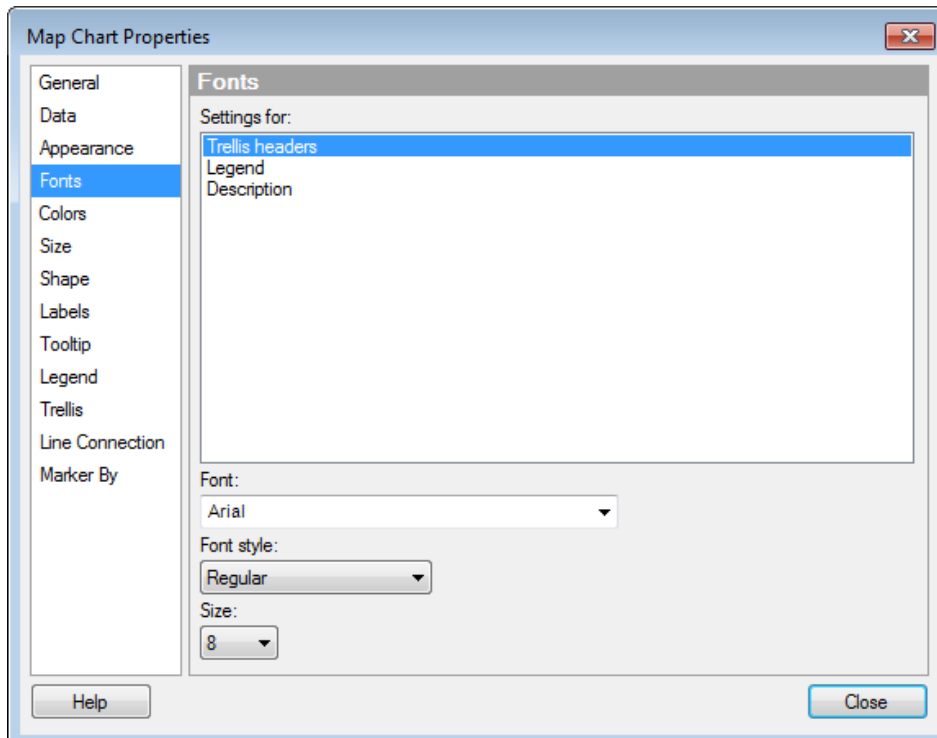 Map Chart Properties
General
Data
Appearance
Fonts
Colors
Size
Shape
Labels
Tooltip
Legend
Trellis
Line Connection
Marker By
Fonts
Settings for:
Trellis headers
Legend
Description
Font:
Arial
Font style:
Regular
Size:
8
Help
Close